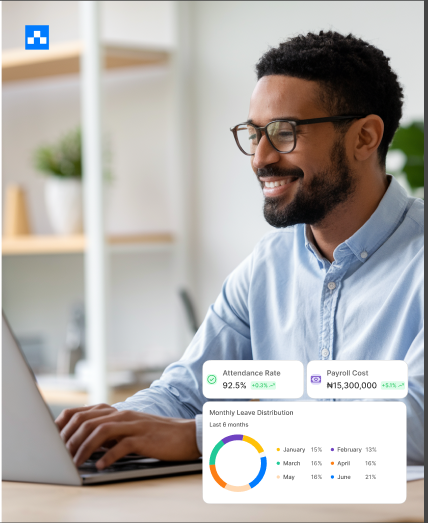 Attendance Rate
92.5% +0.3%
Payroll Cost
₦15,300,000 +5.1%
Monthly Leave Distribution
Last 6 months
January 15% February 13%
March 16% April 16%
May 16% June 21%